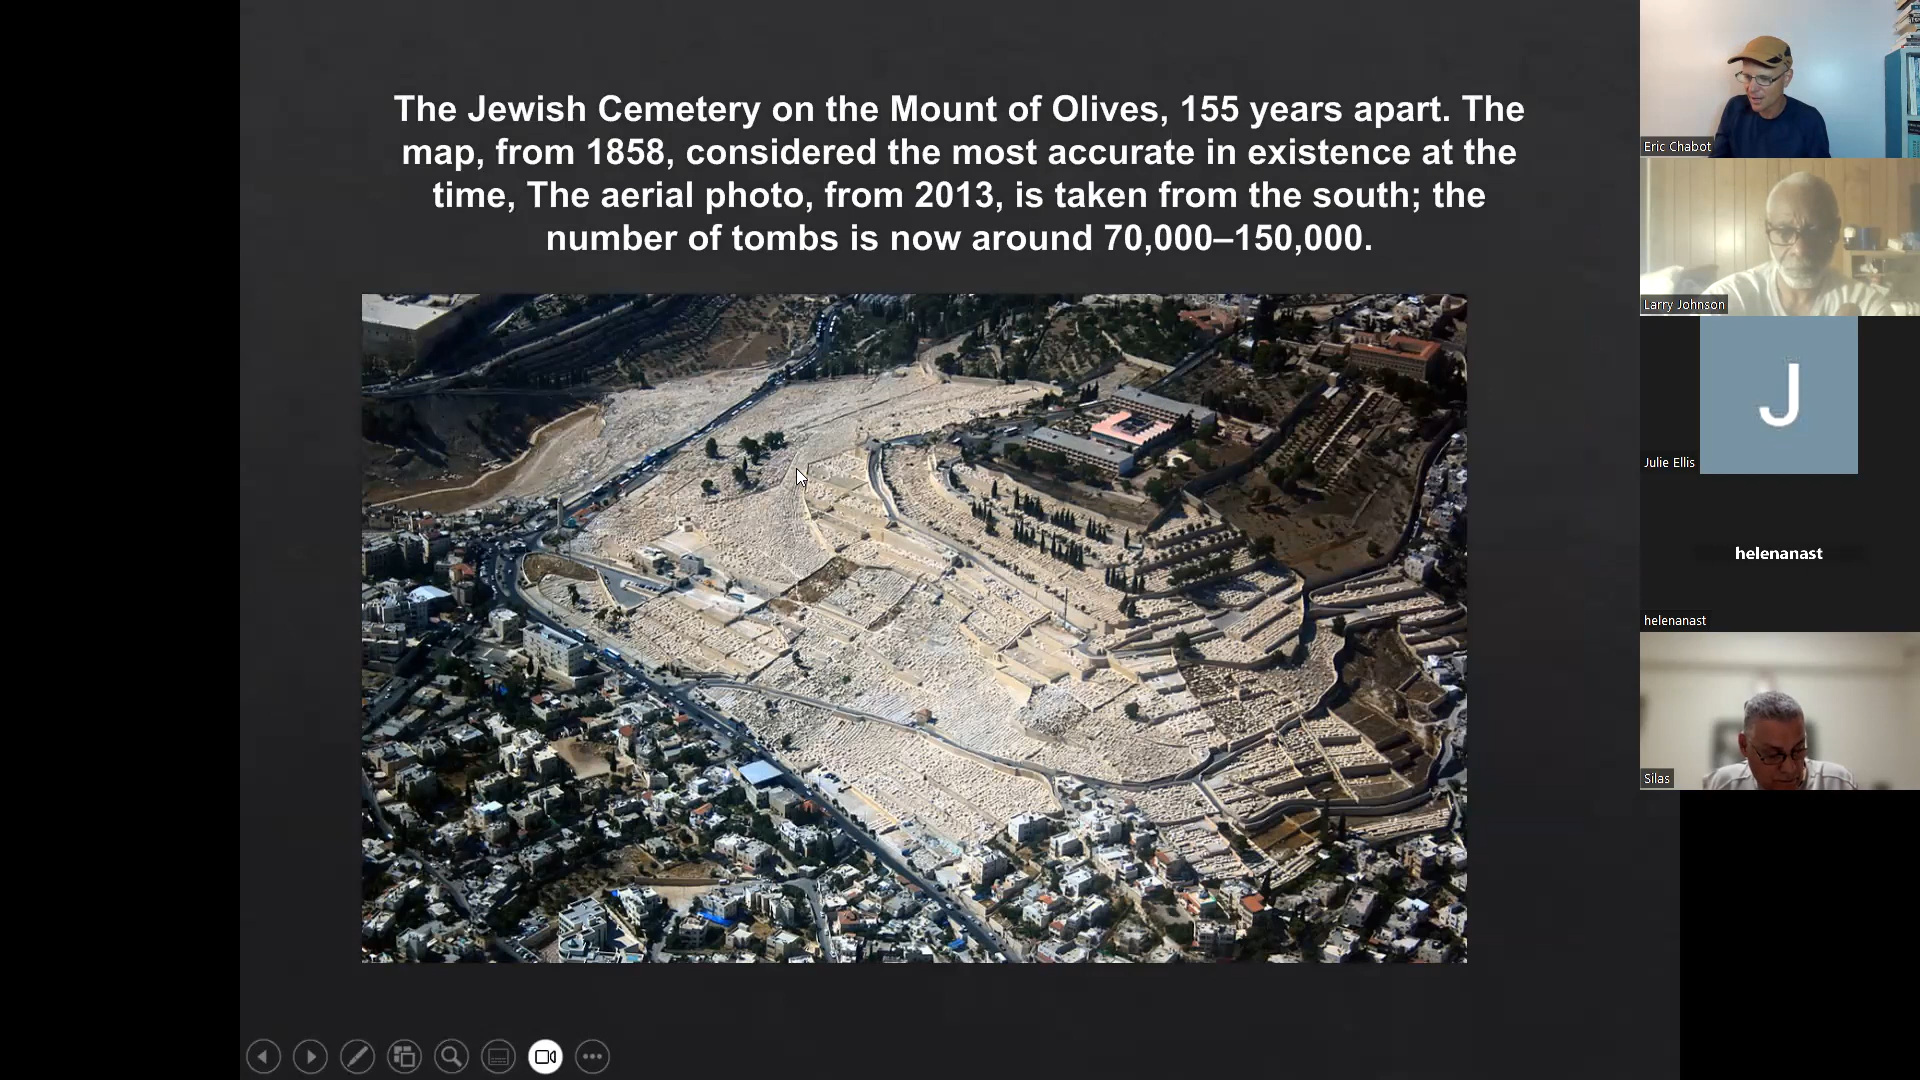 The Jewish Cemetery on the Mount of Olives, 155 years apart. The
map, from 1858, considered the most accurate in existence at the
time, The aerial photo, from 2013, is taken from the south; the
number of tombs is now around 70,000–150,000.
Eric Chabot
Larry Johnson
J
Julie Ellis
helenanast
helenanast
Silas